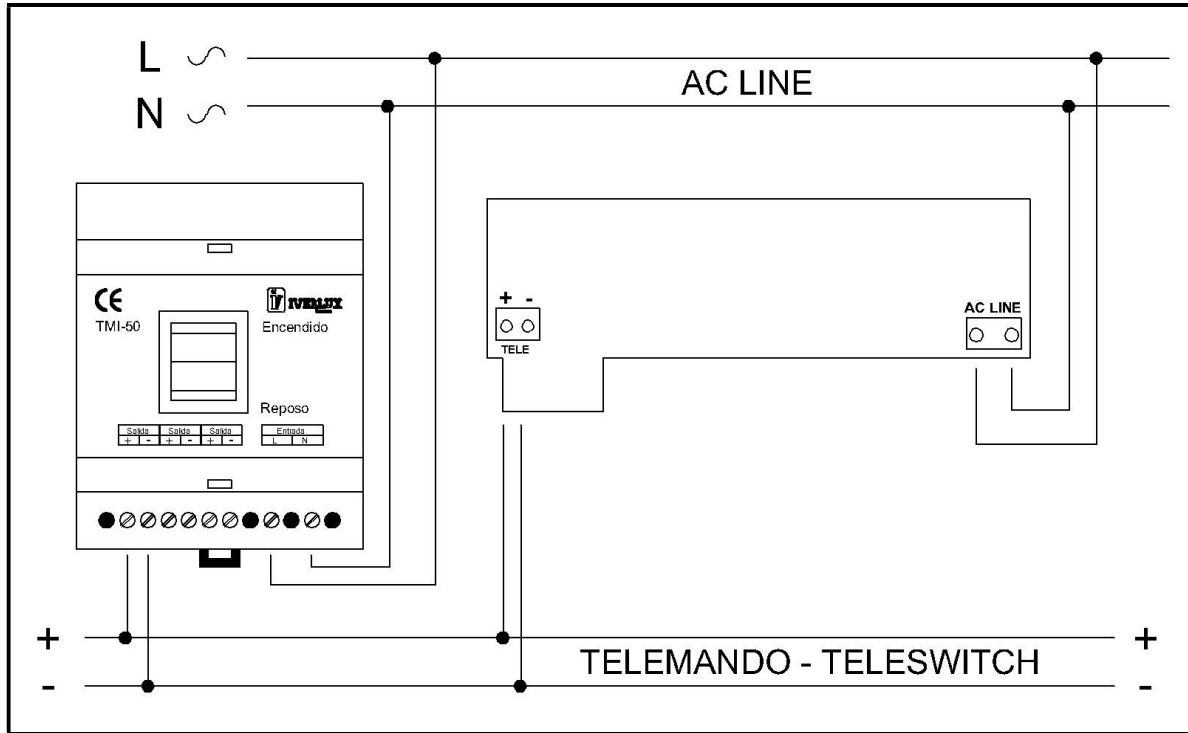 L
AC LINE
N
CE
TMI-50
IVERLUX
Encendido
Reposo
Salida Salida Salida Entrada
+ - + - + - L N
+ -
TELE
AC LINE
+ +
TELEMANDO - TELESWITCH
- -